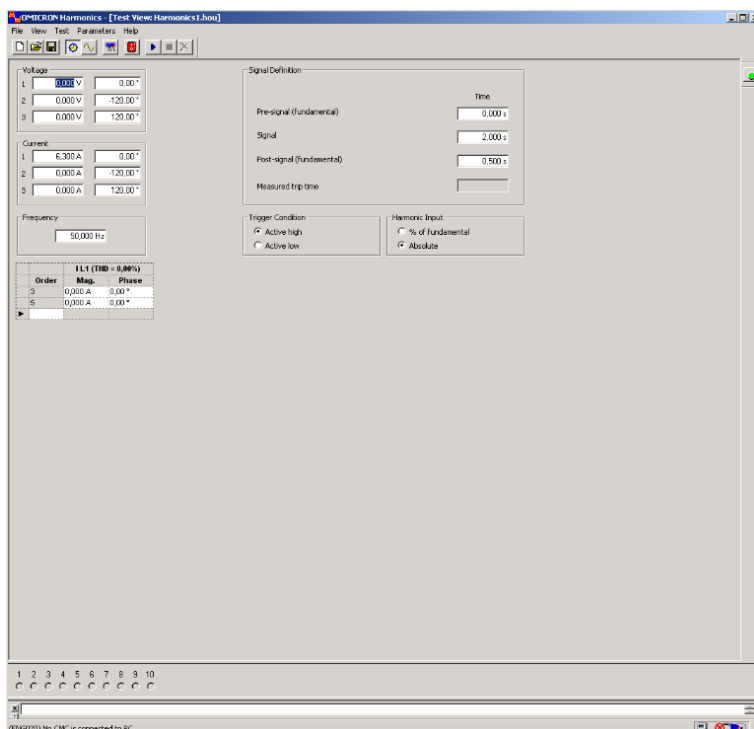 OMICRON Harmonics - [Test View: Harmonics1.hou]
File View Test Parameters Help
Voltage
1 0,000 V 0,00 °
2 0,000 V -120,00 °
3 0,000 V 120,00 °
Current
1 6,300 A 0,00 °
2 0,000 A -120,00 °
3 0,000 A 120,00 °
Frequency
50,000 Hz
I L1 (THD = 0,00%)
Order Mag. Phase
3 0,000 A 0,00 °
5 0,000 A 0,00 °
Signal Definition
Time
Pre-signal (fundamental) 0,000 s
Signal 2,000 s
Post-signal (Fundamental) 0,500 s
Measured trip time
Trigger Condition
Active high
Active low
Harmonic Input
% of fundamental
Absolute
1 2 3 4 5 6 7 8 9 10
(ENG020) No CMC is connected to PC